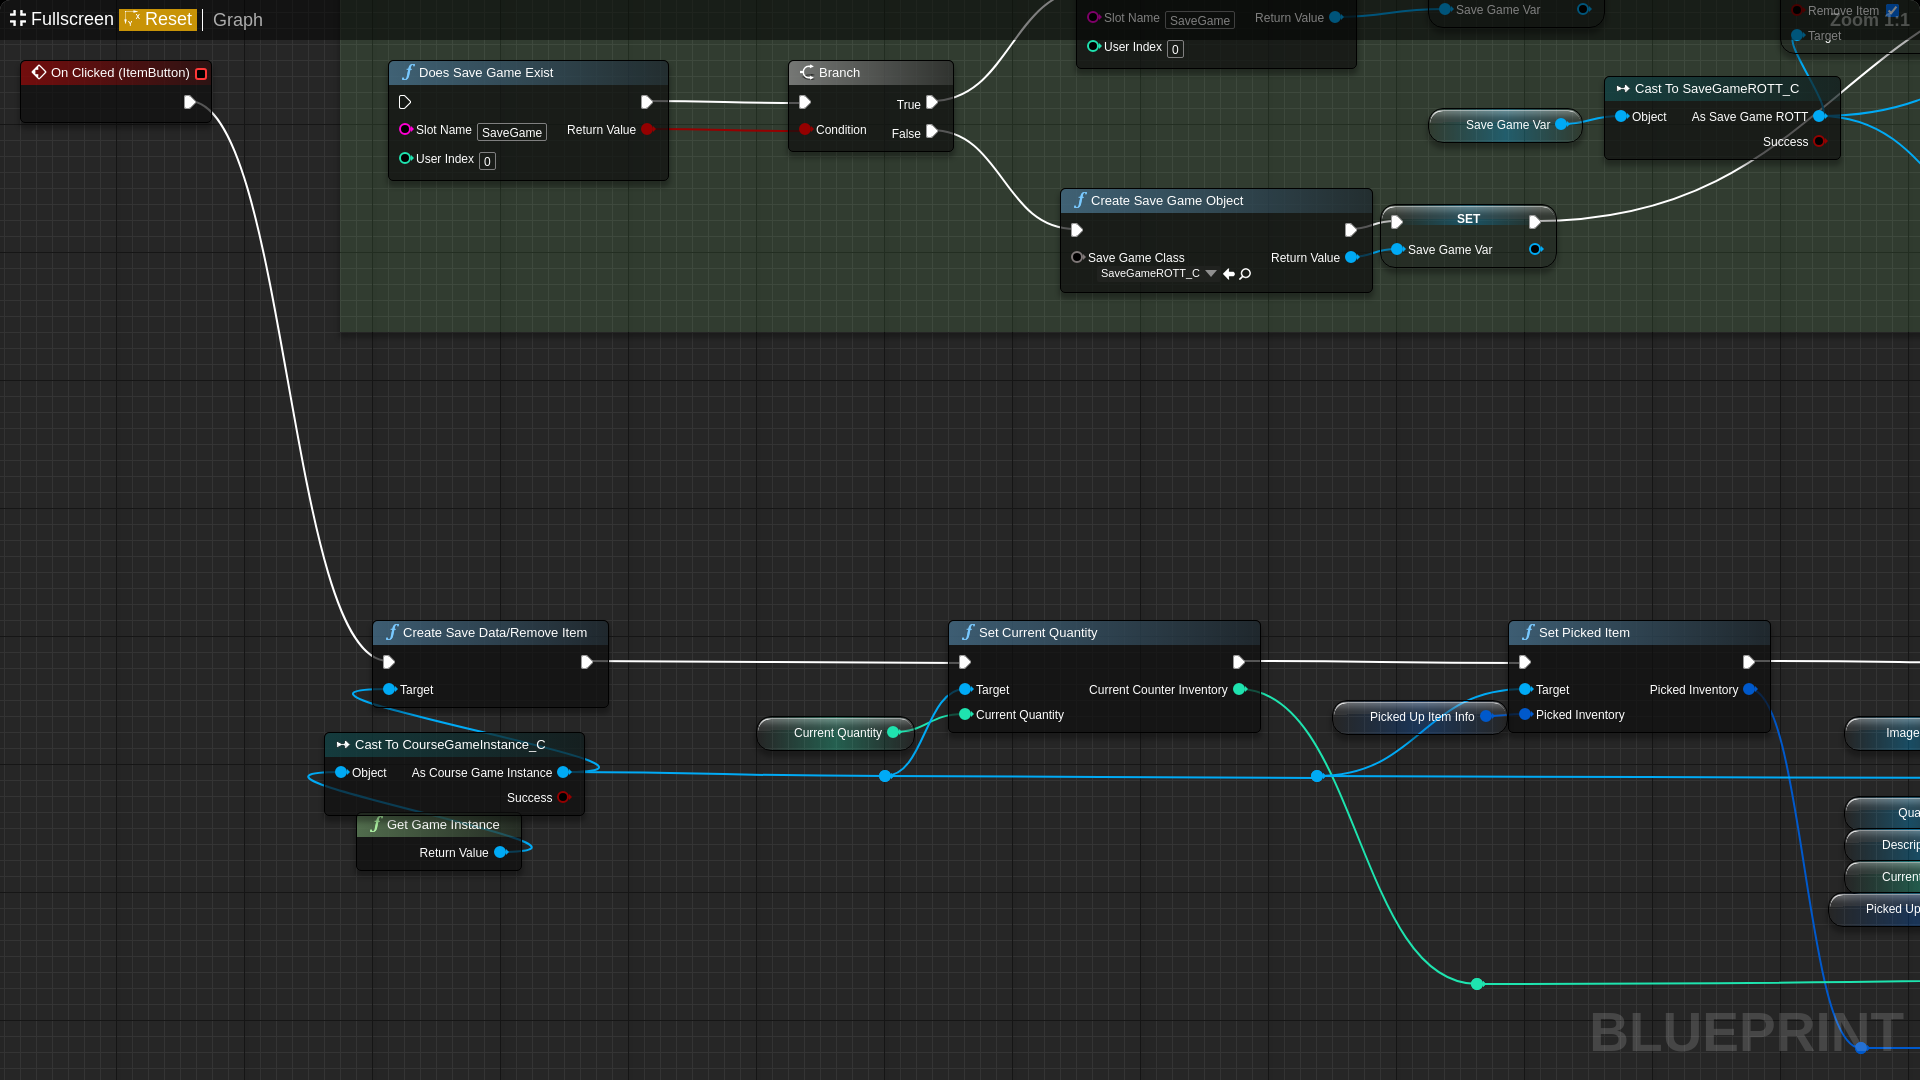 Fullscreen Reset Graph
Zoom 1:1
Slot Name SaveGame Return Value
User Index 0
Save Game Var
Remove Item
Target
On Clicked (ItemButton)
Does Save Game Exist
Slot Name SaveGame Return Value
User Index 0
Branch
True
Condition
False
Save Game Var
Cast To SaveGameROTT_C
Object As Save Game ROTT
Success
Create Save Game Object
Save Game Class Return Value
SaveGameROTT_C
SET
Save Game Var
Create Save Data/Remove Item
Target
Cast To CourseGameInstance_C
Object As Course Game Instance
Success
Get Game Instance
Return Value
Current Quantity
Set Current Quantity
Target Current Counter Inventory
Current Quantity
Picked Up Item Info
Set Picked Item
Target Picked Inventory
Picked Inventory
Image
Qua
Descrip
Current
Picked Up
BLUEPRINT